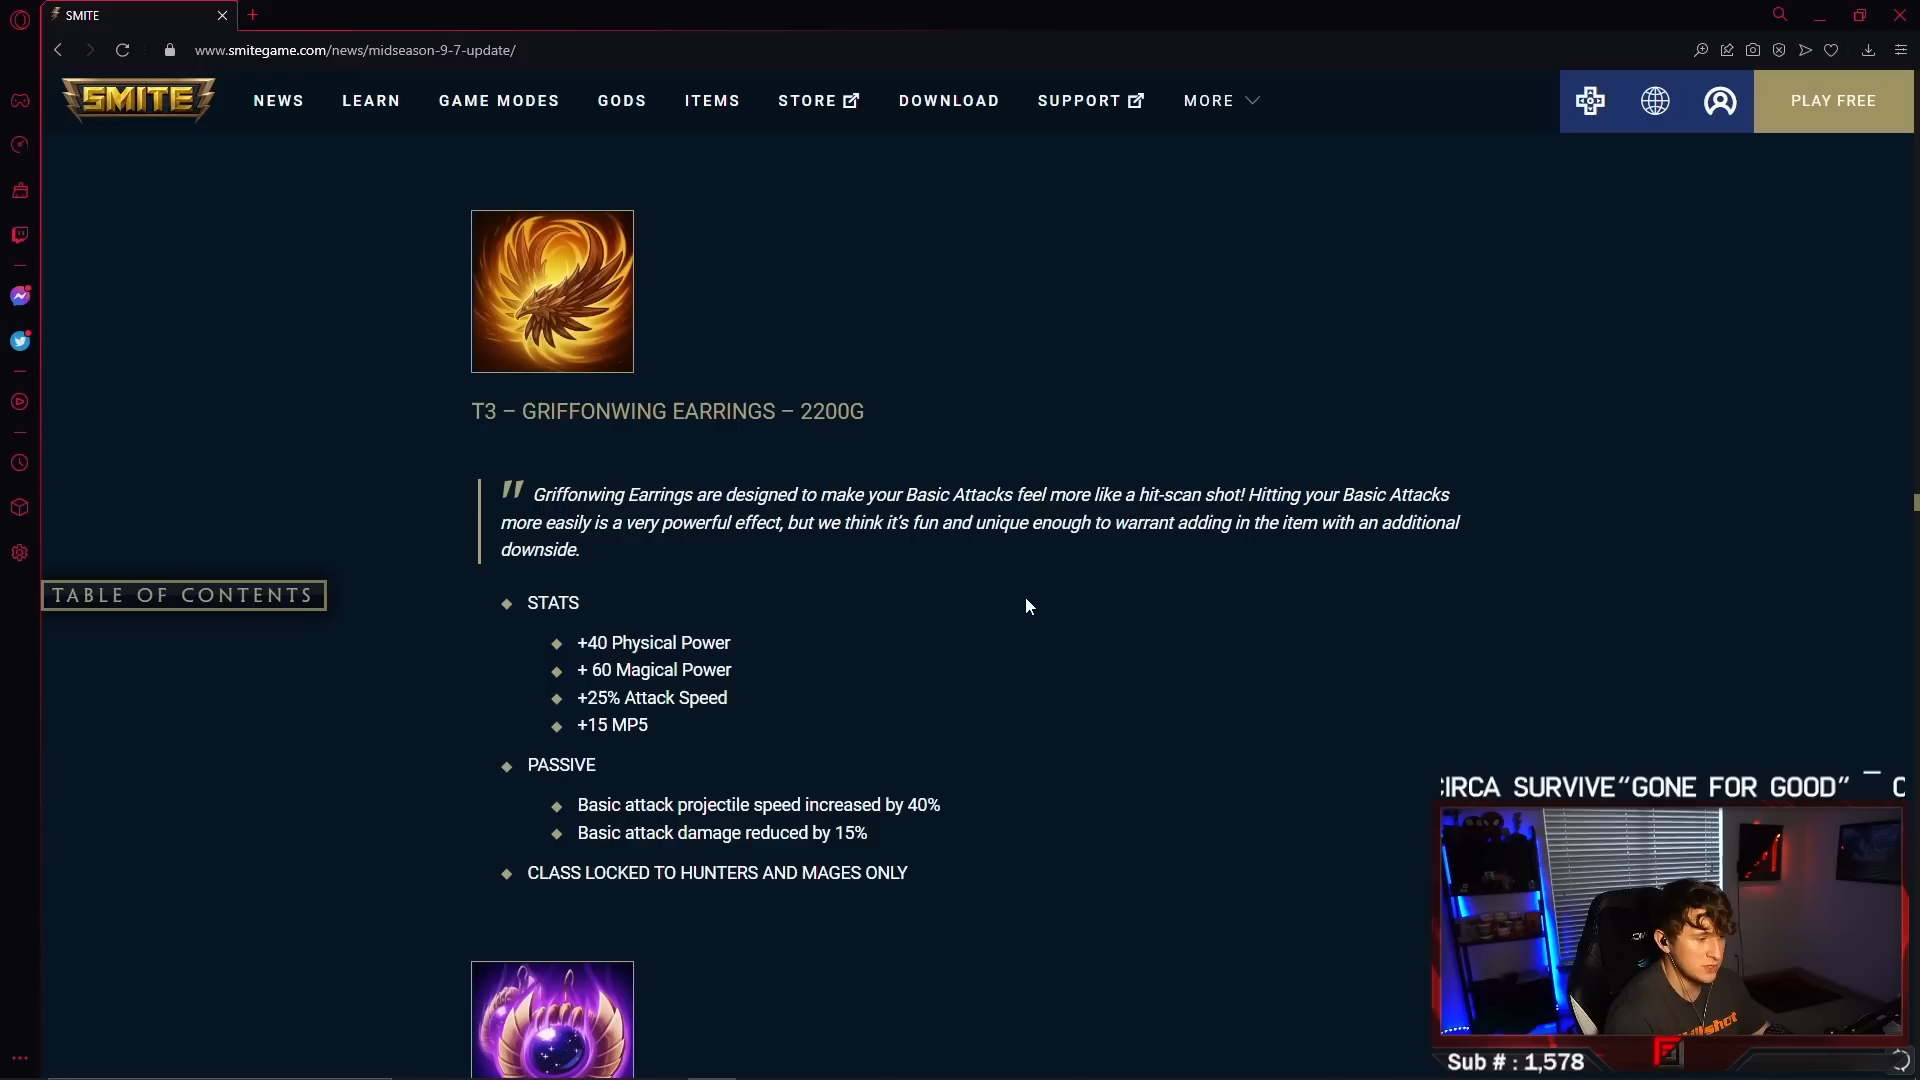 SMITE
www.smitegame.com/news/midseason-9-7-update/
SMITE
NEWS
LEARN
GAME MODES
GODS
ITEMS
STORE
DOWNLOAD
SUPPORT
MORE
PLAY FREE
T3 – GRIFFONWING EARRINGS – 2200G
" Griffonwing Earrings are designed to make your Basic Attacks feel more like a hit-scan shot! Hitting your Basic Attacks
more easily is a very powerful effect, but we think it's fun and unique enough to warrant adding in the item with an additional
downside.
TABLE OF CONTENTS
STATS
+40 Physical Power
+ 60 Magical Power
+25% Attack Speed
+15 MP5
PASSIVE
Basic attack projectile speed increased by 40%
Basic attack damage reduced by 15%
CLASS LOCKED TO HUNTERS AND MAGES ONLY
CIRCA SURVIVE"GONE FOR GOOD" – C
Sub # : 1,578